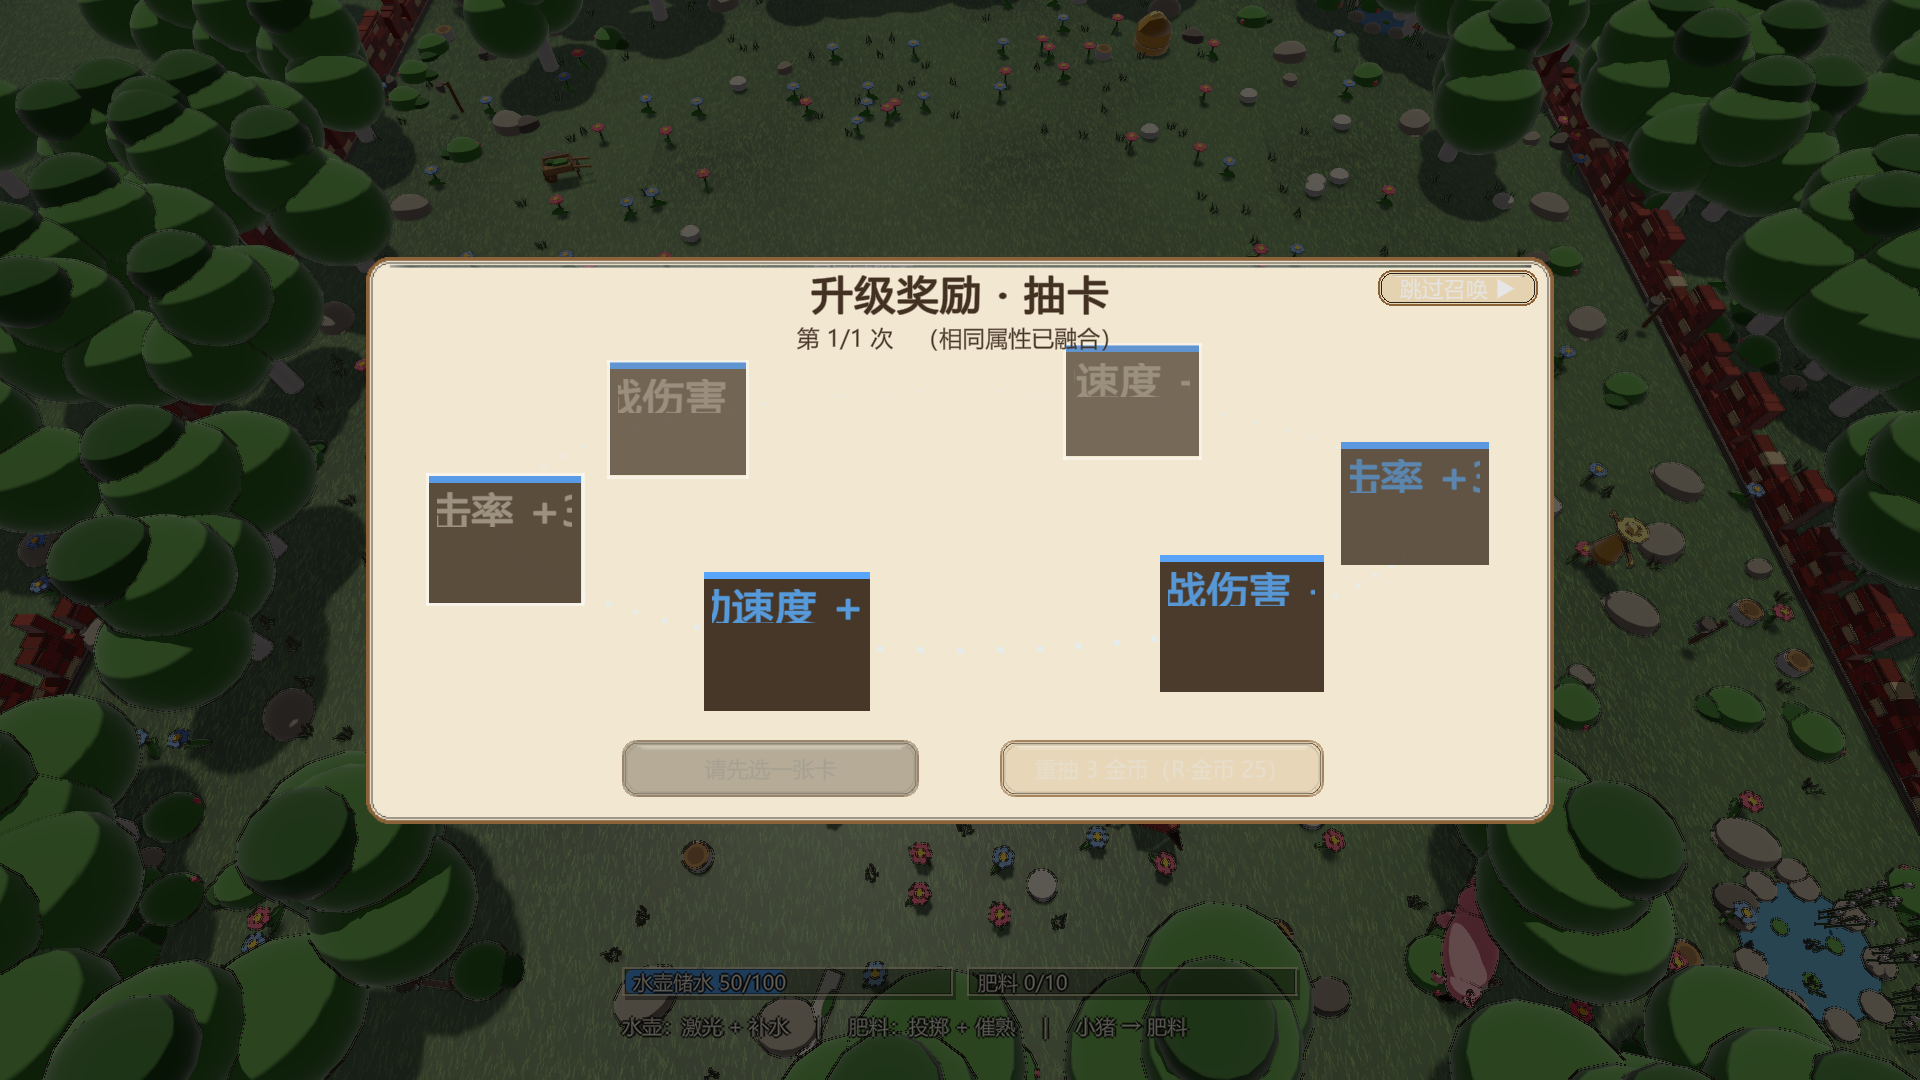 升级奖励 · 抽卡
跳过召唤 ▶
第 1/1 次 （相同属性已融合）
战伤害
速度 -
击率 +
击率 +
动速度 +
战伤害
请先选一张卡
重抽 3 金币（R·金币 25）
水壶储水 50/100
肥料 0/10
水壶：激光 + 补水 | 肥料：投掷 + 催熟 | 小猪 → 肥料